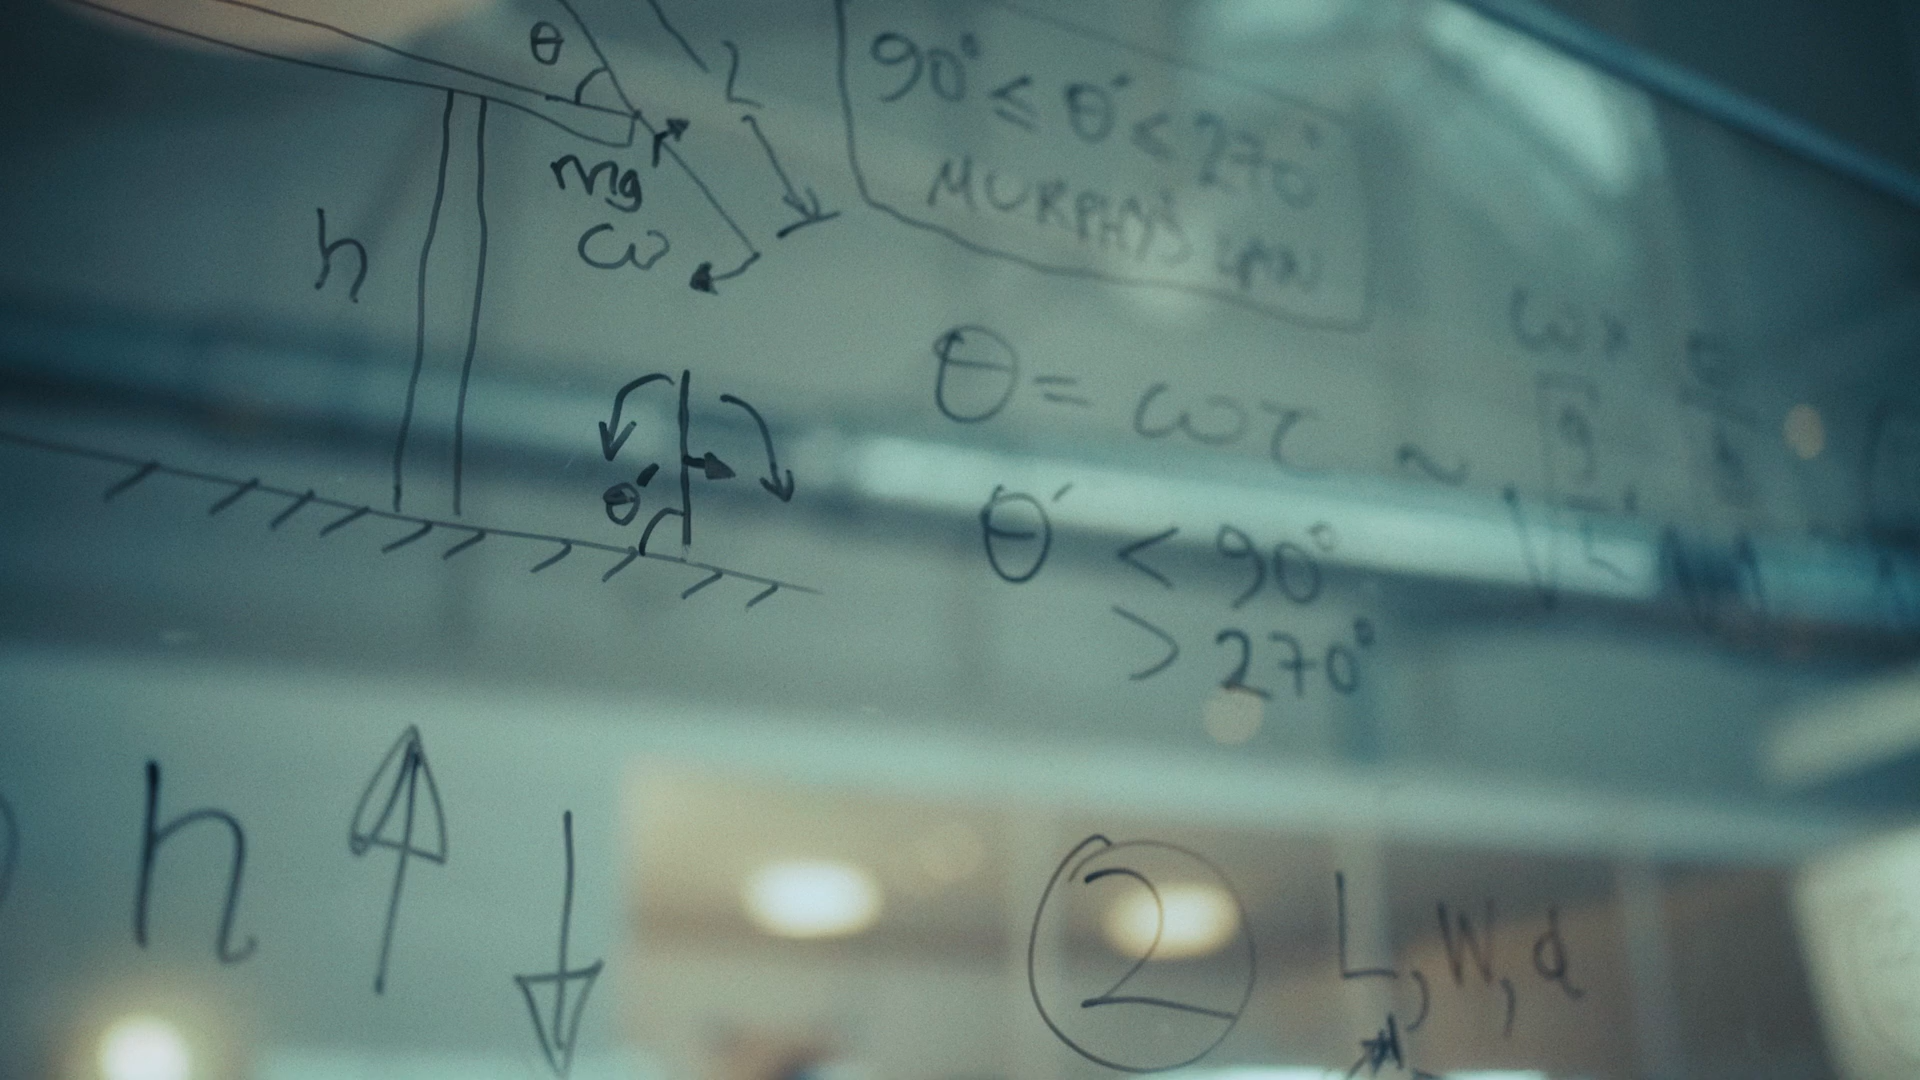 θ
L
90° ≤ θ' < 270°
MURPHY'S LAW
mg
ω
h
θ = ωτ ~
θ'
θ' < 90°
> 270°
h
2 L, W, d